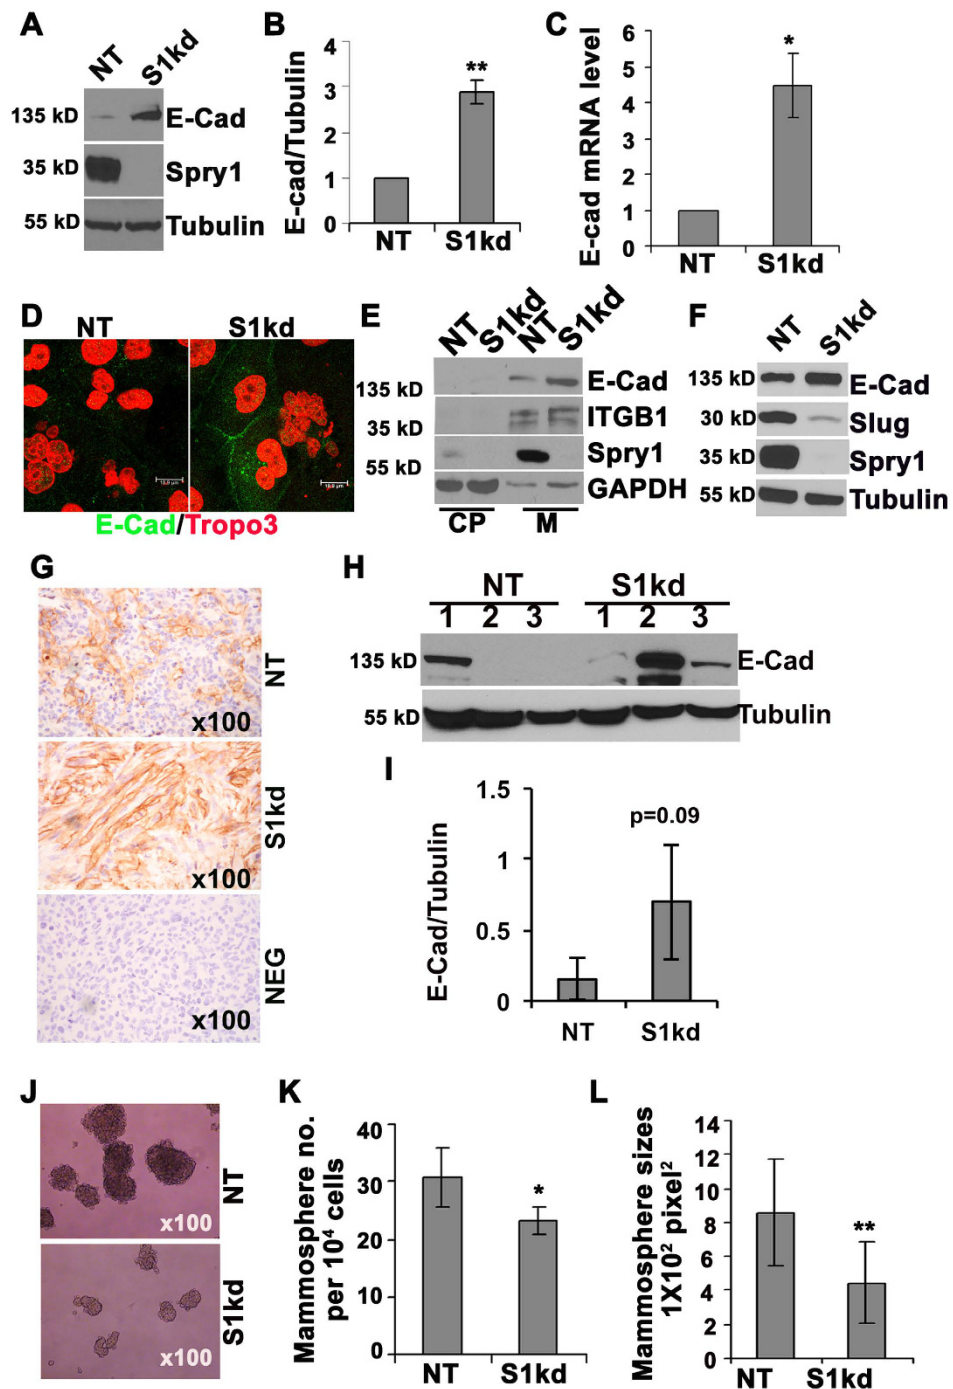 A
NT S1kd
135 kD E-Cad
35 kD Spry1
55 kD Tubulin
B
E-cad/Tubulin
4
3
2
1
0
**
NT S1kd
C
E-cad mRNA level
6
5
4
3
2
1
0
*
NT S1kd
D
NT S1kd
10.0 µm
E-Cad/Tropo3
E
NT S1kd NT S1kd
135 kD E-Cad
35 kD ITGB1
55 kD Spry1
GAPDH
CP M
F
NT S1kd
135 kD E-Cad
30 kD Slug
35 kD Spry1
55 kD Tubulin
G
NT
x100
S1kd
x100
NEG
x100
H
NT S1kd
1 2 3 1 2 3
135 kD E-Cad
55 kD Tubulin
I
E-Cad/Tubulin
1.5
1
0.5
0
p=0.09
NT S1kd
J
NT
x100
S1kd
x100
K
Mammosphere no.
per 10⁴ cells
40
30
20
10
0
*
NT S1kd
L
Mammosphere sizes
1X10² pixel²
14
12
10
8
6
4
2
0
**
NT S1kd